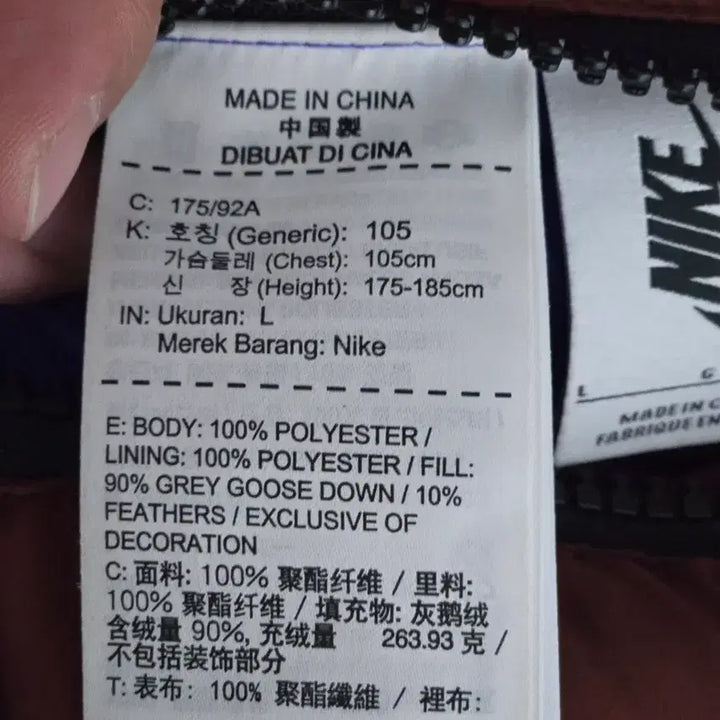 MADE IN CHINA
中国製
DIBUAT DI CINA
C: 175/92A
K: 호칭 (Generic): 105
가슴둘레 (Chest): 105cm
신 장 (Height): 175-185cm
IN: Ukuran: L
Merek Barang: Nike
E: BODY: 100% POLYESTER /
LINING: 100% POLYESTER / FILL:
90% GREY GOOSE DOWN / 10%
FEATHERS / EXCLUSIVE OF
DECORATION
C: 面料: 100% 聚酯纤维 / 里料:
100% 聚酯纤维 / 填充物: 灰鹅绒
含绒量 90%, 充绒量 263.93 克 /
不包括装饰部分
T: 表布: 100% 聚酯纖維 / 裡布:
NIKE
L G
MADE IN C
FABRIQUE EN